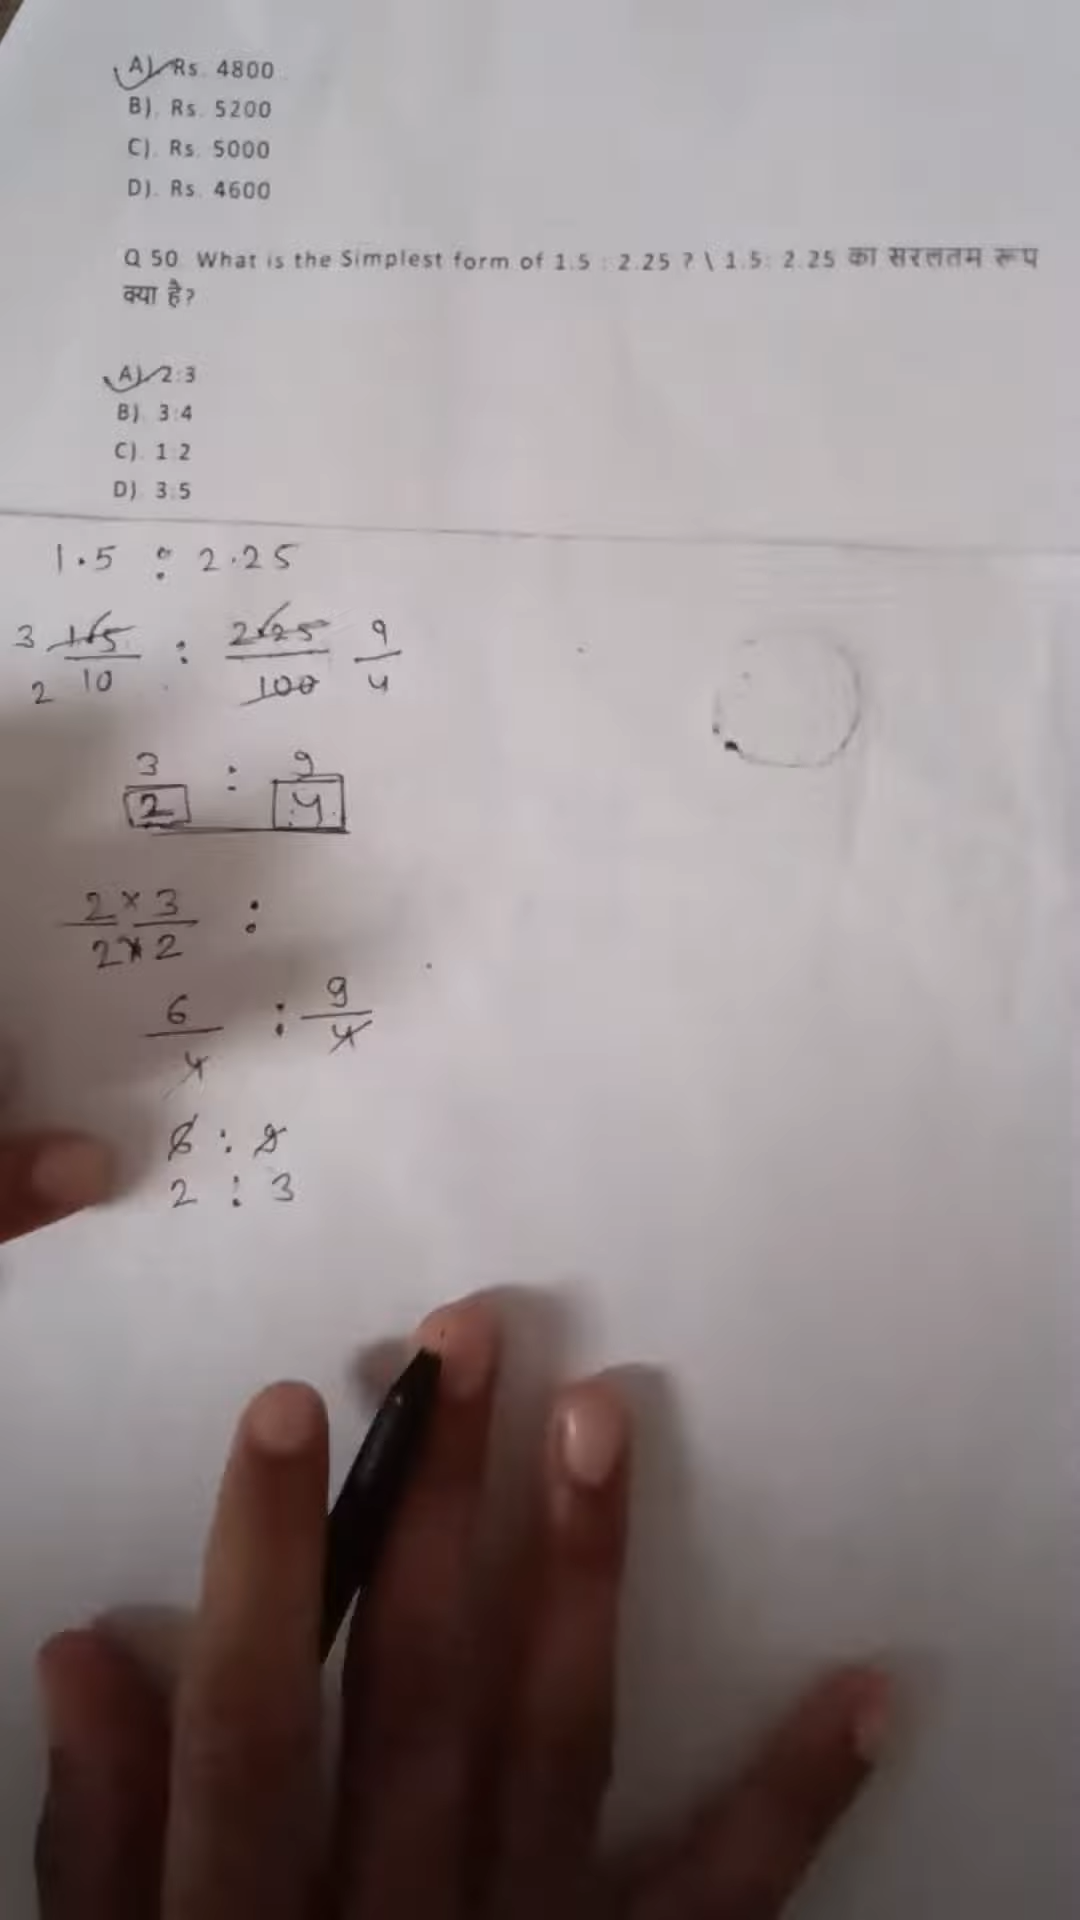 A). Rs. 4800
B). Rs. 5200
C). Rs. 5000
D). Rs. 4600
Q 50. What is the Simplest form of 1.5 : 2.25 ? \ 1.5: 2.25 का सरलतम रूप
क्या है?
A). 2:3
B). 3:4
C). 1:2
D). 3:5
1.5 : 2.25
3 15 : 225 9
2 10 100 4
3 : 9
2 4
2×3 :
2×2
6 : 9
4 4
6 : 9
2 : 3